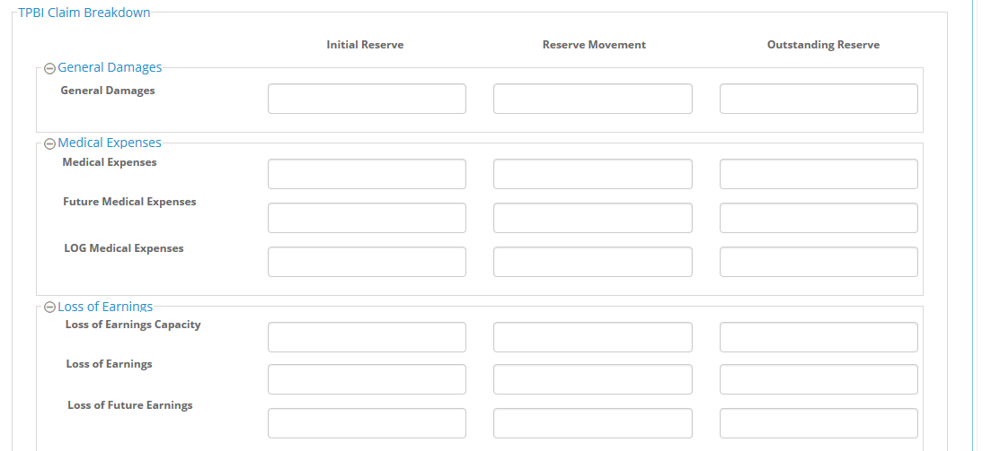 TPBI Claim Breakdown
Initial Reserve Reserve Movement Outstanding Reserve
General Damages
General Damages
Medical Expenses
Medical Expenses
Future Medical Expenses
LOG Medical Expenses
Loss of Earnings
Loss of Earnings Capacity
Loss of Earnings
Loss of Future Earnings